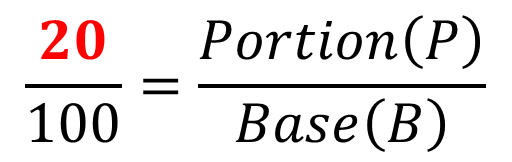 20/100 = Portion(P)/Base(B)